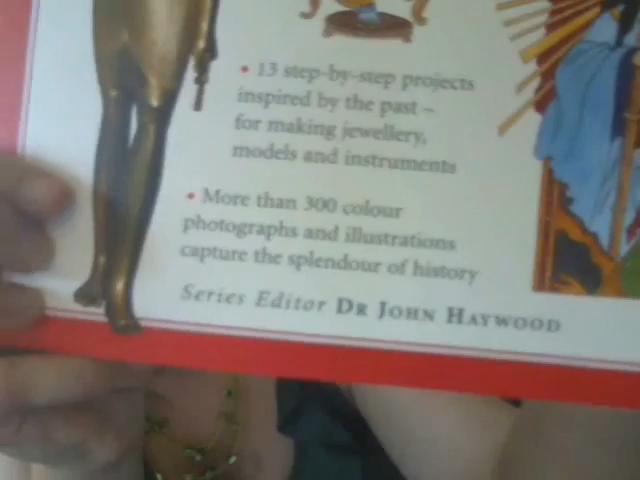 • 13 step-by-step projects
inspired by the past –
for making jewellery,
models and instruments
• More than 300 colour
photographs and illustrations
capture the splendour of history
Series Editor DR JOHN HAYWOOD